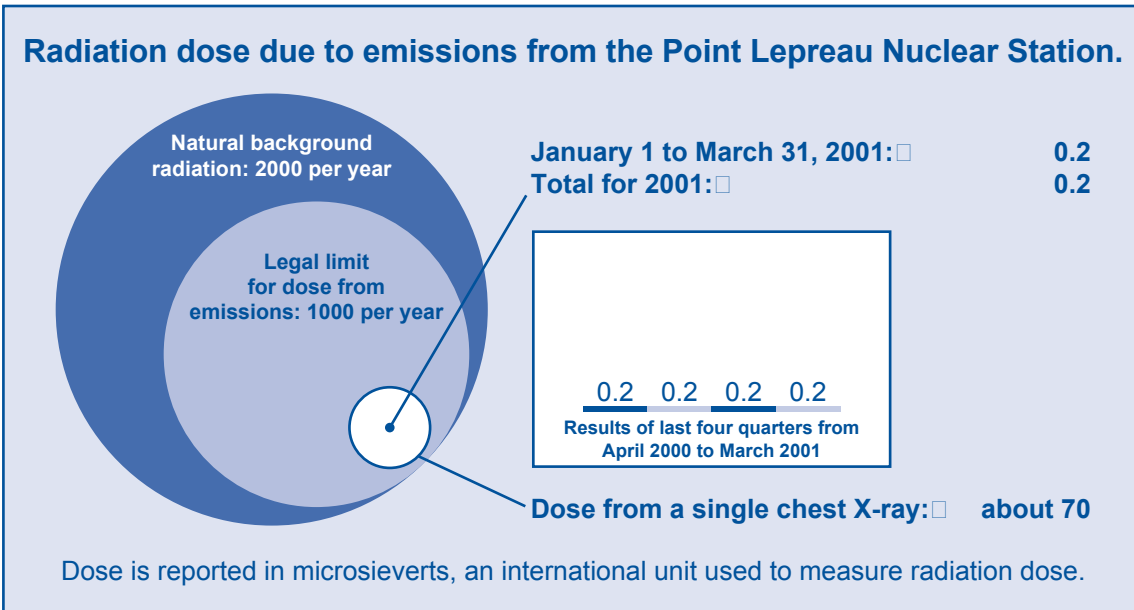 Radiation dose due to emissions from the Point Lepreau Nuclear Station.
Natural background
radiation: 2000 per year
Legal limit
for dose from
emissions: 1000 per year
January 1 to March 31, 2001:□ 0.2
Total for 2001:□ 0.2
0.2 0.2 0.2 0.2
Results of last four quarters from
April 2000 to March 2001
Dose from a single chest X-ray:□ about 70
Dose is reported in microsieverts, an international unit used to measure radiation dose.